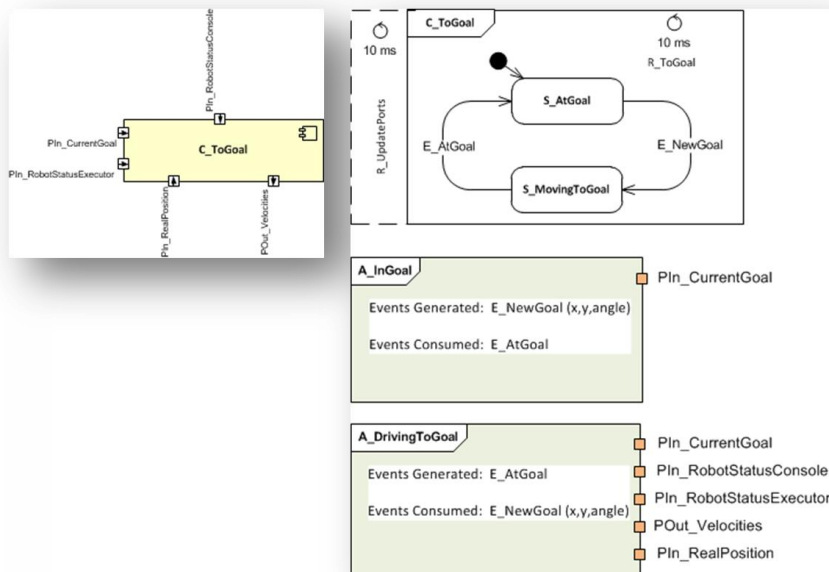 PIn_RobotStatusConsole
PIn_CurrentGoal
C_ToGoal
PIn_RobotStatusExecutor
PIn_RealPosition
POut_Velocities
C_ToGoal
10 ms
R_UpdatePorts
10 ms
R_ToGoal
S_AtGoal
E_AtGoal
E_NewGoal
S_MovingToGoal
A_InGoal
PIn_CurrentGoal
Events Generated: E_NewGoal (x,y,angle)
Events Consumed: E_AtGoal
A_DrivingToGoal
PIn_CurrentGoal
Events Generated: E_AtGoal
PIn_RobotStatusConsole
PIn_RobotStatusExecutor
Events Consumed: E_NewGoal (x,y,angle)
POut_Velocities
PIn_RealPosition